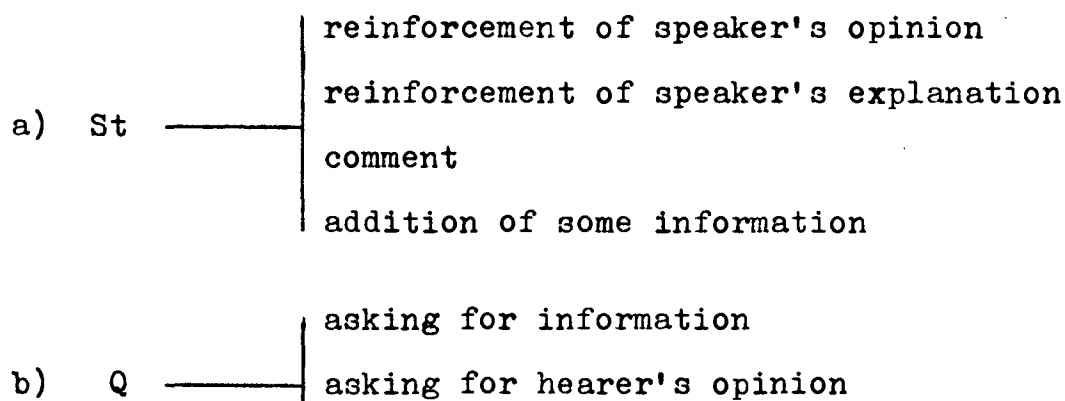 reinforcement of speaker's opinion
reinforcement of speaker's explanation
a) St
comment
addition of some information
asking for information
b) Q asking for hearer's opinion